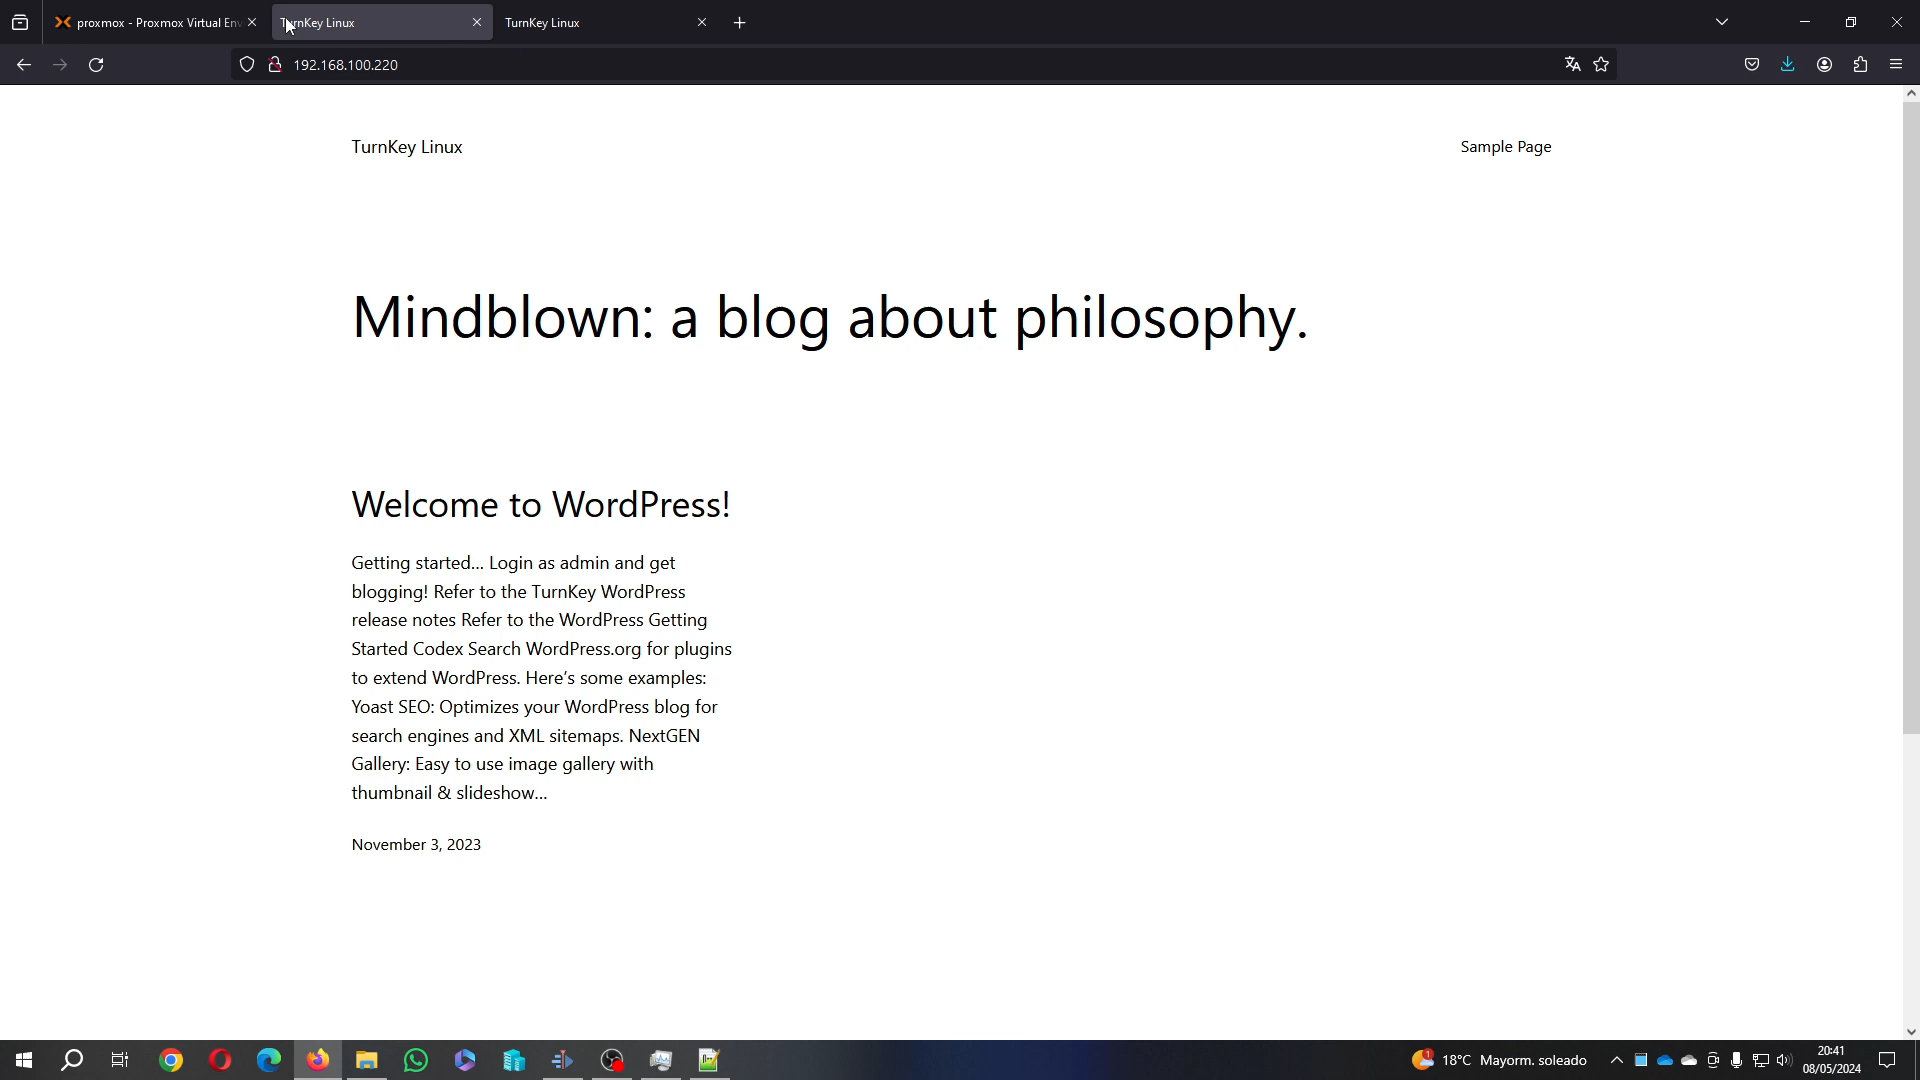 proxmox - Proxmox Virtual Env
TurnKey Linux
TurnKey Linux
192.168.100.220
TurnKey Linux
Sample Page
Mindblown: a blog about philosophy.
Welcome to WordPress!
Getting started… Login as admin and get
blogging! Refer to the TurnKey WordPress
release notes Refer to the WordPress Getting
Started Codex Search WordPress.org for plugins
to extend WordPress. Here’s some examples:
Yoast SEO: Optimizes your WordPress blog for
search engines and XML sitemaps. NextGEN
Gallery: Easy to use image gallery with
thumbnail & slideshow…
November 3, 2023
1
18°C Mayorm. soleado
20:41
08/05/2024